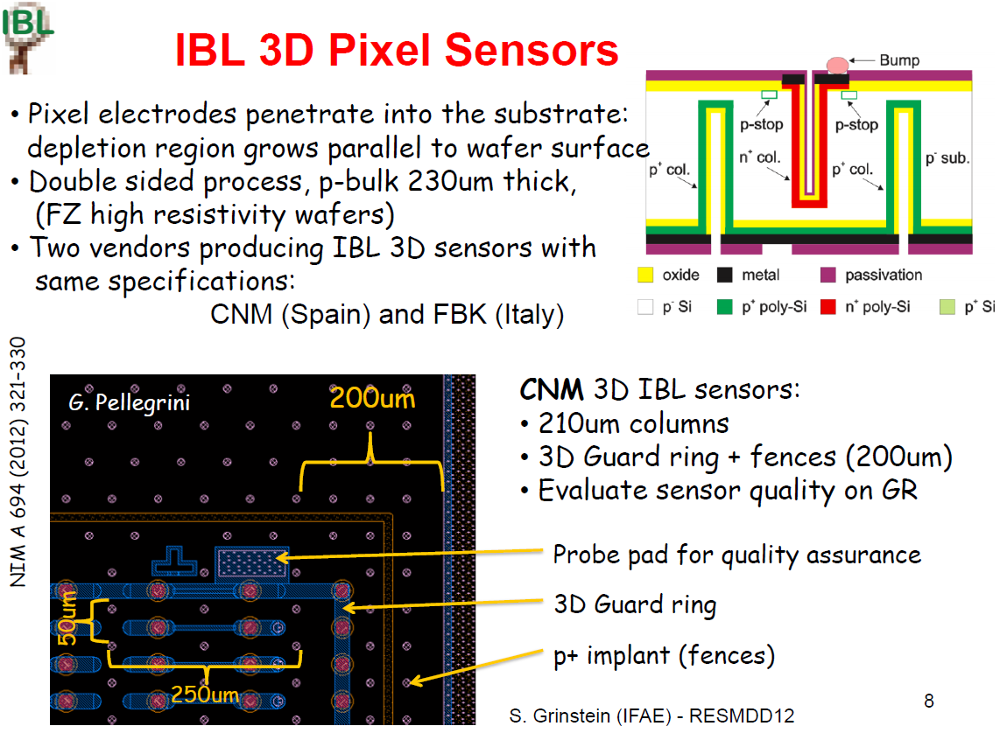 IBL
IBL 3D Pixel Sensors
• Pixel electrodes penetrate into the substrate:
depletion region grows parallel to wafer surface
• Double sided process, p-bulk 230um thick,
(FZ high resistivity wafers)
• Two vendors producing IBL 3D sensors with
same specifications:
CNM (Spain) and FBK (Italy)
Bump
p-stop
p-stop
p⁺ col.
n⁺ col.
p⁺ col.
p⁻ sub.
oxide
metal
passivation
p⁻ Si
p⁺ poly-Si
n⁺ poly-Si
p⁺ Si
NIM A 694 (2012) 321-330
G. Pellegrini
200um
50um
250um
CNM 3D IBL sensors:
• 210um columns
• 3D Guard ring + fences (200um)
• Evaluate sensor quality on GR
Probe pad for quality assurance
3D Guard ring
p+ implant (fences)
S. Grinstein (IFAE) - RESMDD12
8